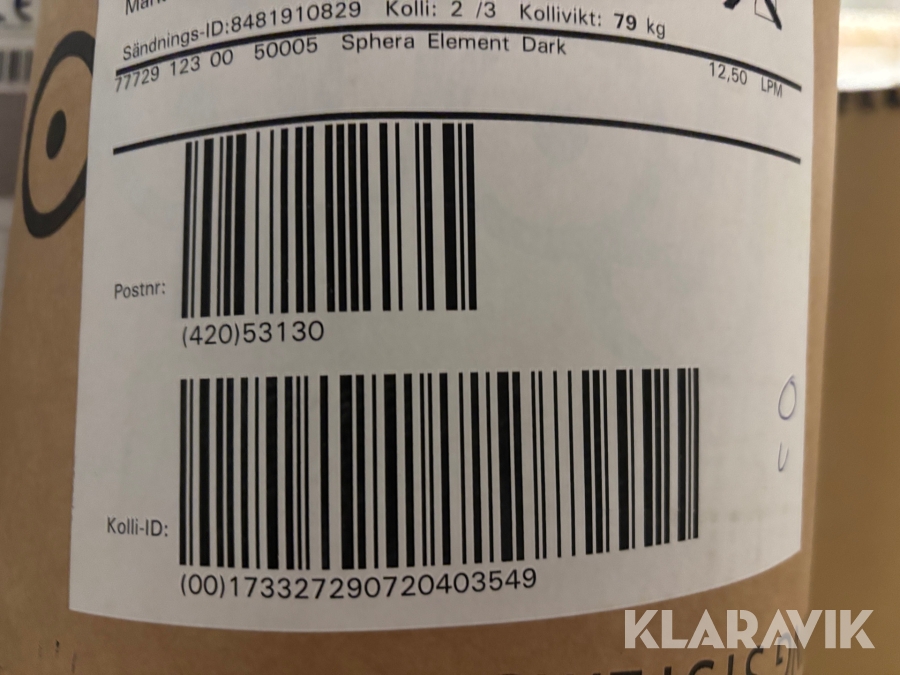 Sändnings-ID:8481910829 Kolli: 2 /3 Kollivikt: 79 kg
77729 123 00 50005 Sphera Element Dark 12,50 LPM
Postnr:
(420)53130
Kolli-ID:
(00)173327290720403549
KLARAVIK